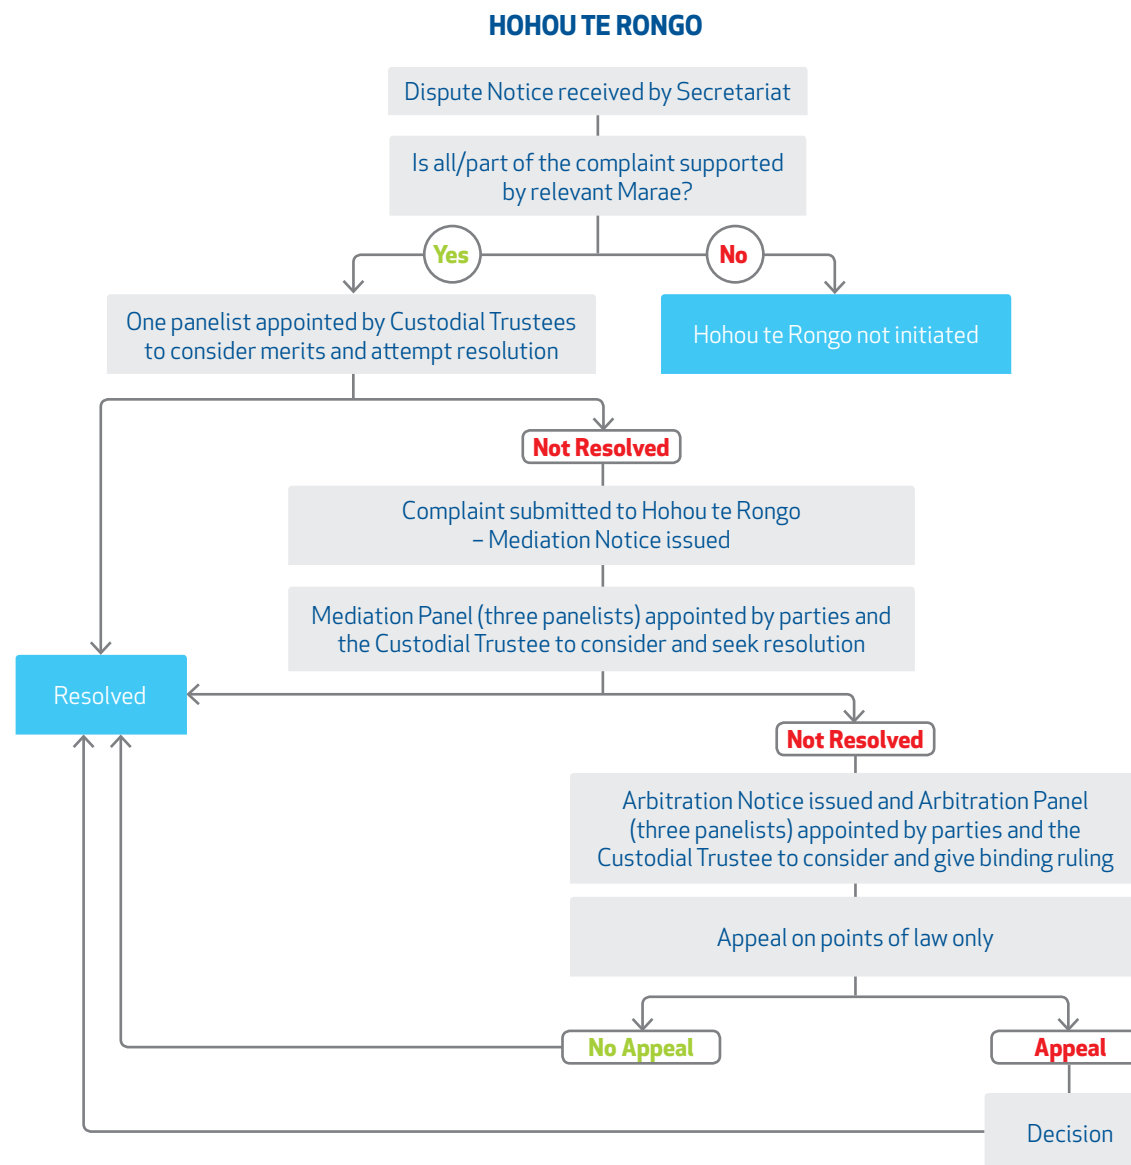 HOHOU TE RONGO
Dispute Notice received by Secretariat
Is all/part of the complaint supported
by relevant Marae?
Yes
No
One panelist appointed by Custodial Trustees
to consider merits and attempt resolution
Hohou te Rongo not initiated
Not Resolved
Complaint submitted to Hohou te Rongo
– Mediation Notice issued
Mediation Panel (three panelists) appointed by parties and
the Custodial Trustee to consider and seek resolution
Resolved
Not Resolved
Arbitration Notice issued and Arbitration Panel
(three panelists) appointed by parties and the
Custodial Trustee to consider and give binding ruling
Appeal on points of law only
No Appeal
Appeal
Decision